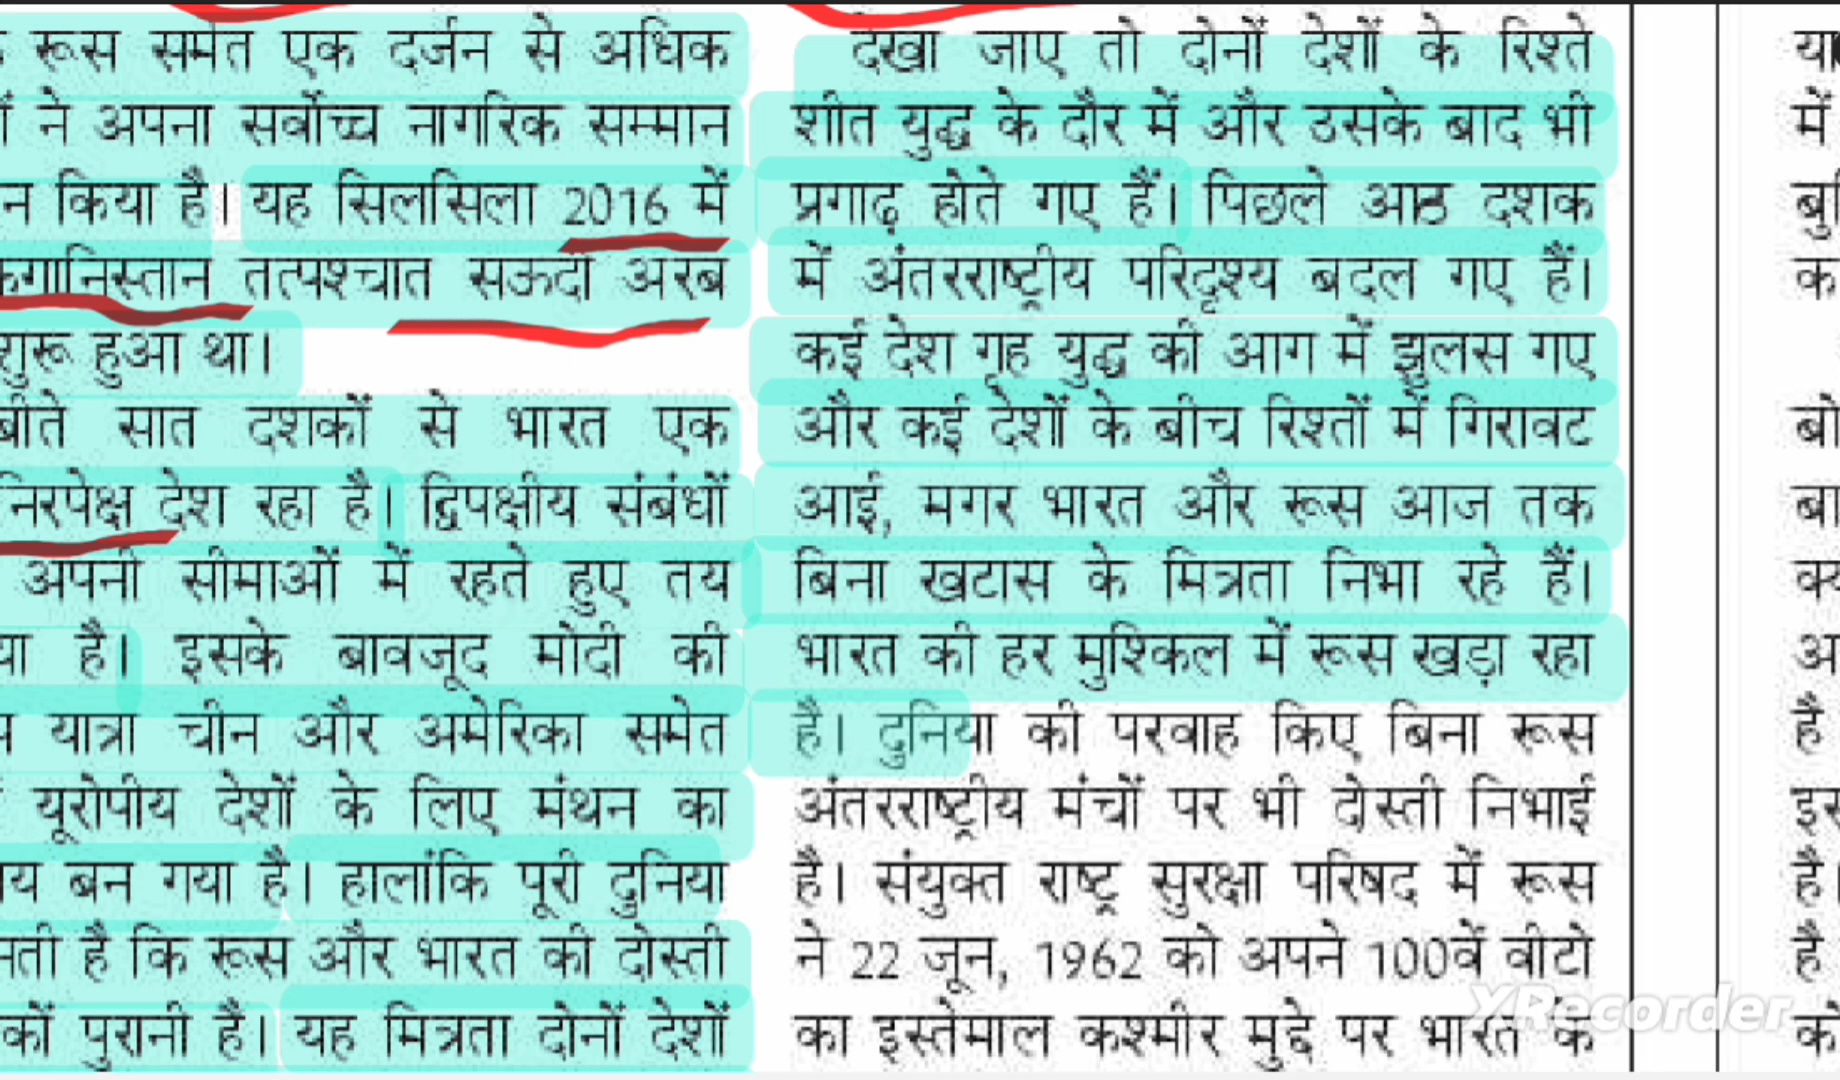 रूस समेत एक दर्जन से अधिक
ने अपना सर्वोच्च नागरिक सम्मान
किया है। यह सिलसिला 2016 में
तत्पश्चात सऊदी अरब
शुरू हुआ था।
बीते सात दशकों से भारत एक
निरपेक्ष देश रहा है। द्विपक्षीय संबंधों
अपनी सीमाओं में रहते हुए तय
है। इसके बावजूद मोदी की
यात्रा चीन और अमेरिका समेत
यूरोपीय देशों के लिए मंथन का
बन गया है। हालांकि पूरी दुनिया
है कि रूस और भारत की दोस्ती
पुरानी है। यह मित्रता दोनों देशों
देखा जाए तो दोनों देशों के रिश्ते
शीत युद्ध के दौर में और उसके बाद भी
प्रगाढ़ होते गए हैं। पिछले आठ दशक
में अंतरराष्ट्रीय परिदृश्य बदल गए हैं।
कई देश गृह युद्ध की आग में झुलस गए
और कई देशों के बीच रिश्तों में गिरावट
आई, मगर भारत और रूस आज तक
बिना खटास के मित्रता निभा रहे हैं।
भारत की हर मुश्किल में रूस खड़ा रहा
है। दुनिया की परवाह किए बिना रूस
अंतरराष्ट्रीय मंचों पर भी दोस्ती निभाई
है। संयुक्त राष्ट्र सुरक्षा परिषद में रूस
ने 22 जून, 1962 को अपने 100वें वीटो
का इस्तेमाल कश्मीर मुद्दे पर भारत के
XRecorder